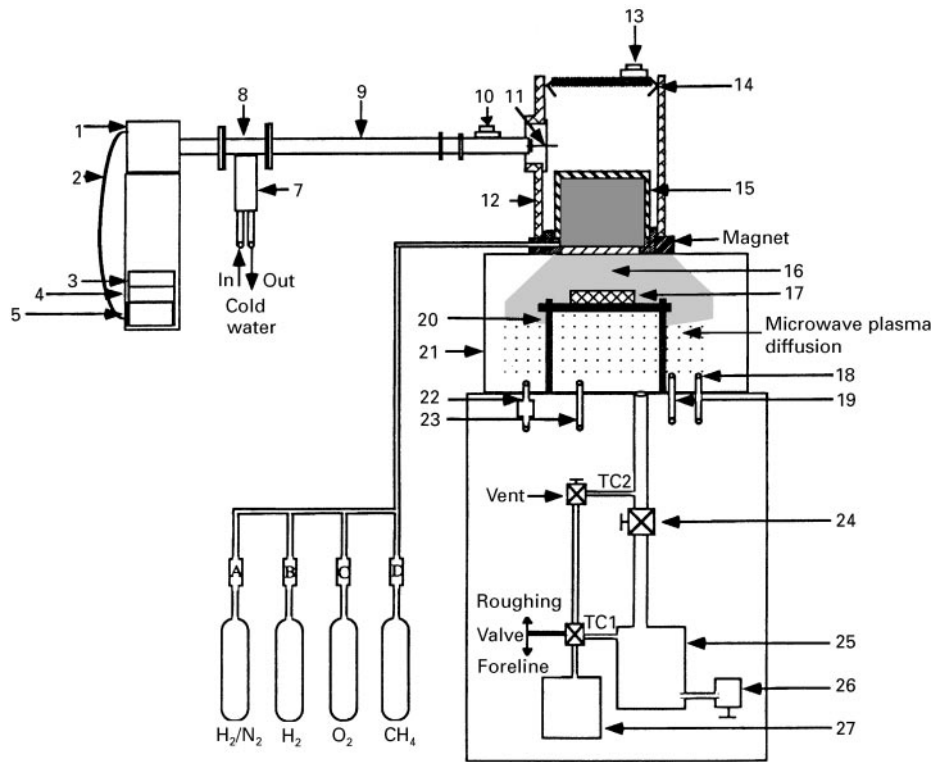 13
8
9
10
11
14
1
2
15
7
12
Magnet
3
In
Out
16
4
Cold
water
17
5
20
Microwave plasma
diffusion
21
18
22
19
23
TC2
Vent
24
A
B
C
D
Roughing
TC1
Valve
25
Foreline
26
27
H₂/N₂
H₂
O₂
CH₄